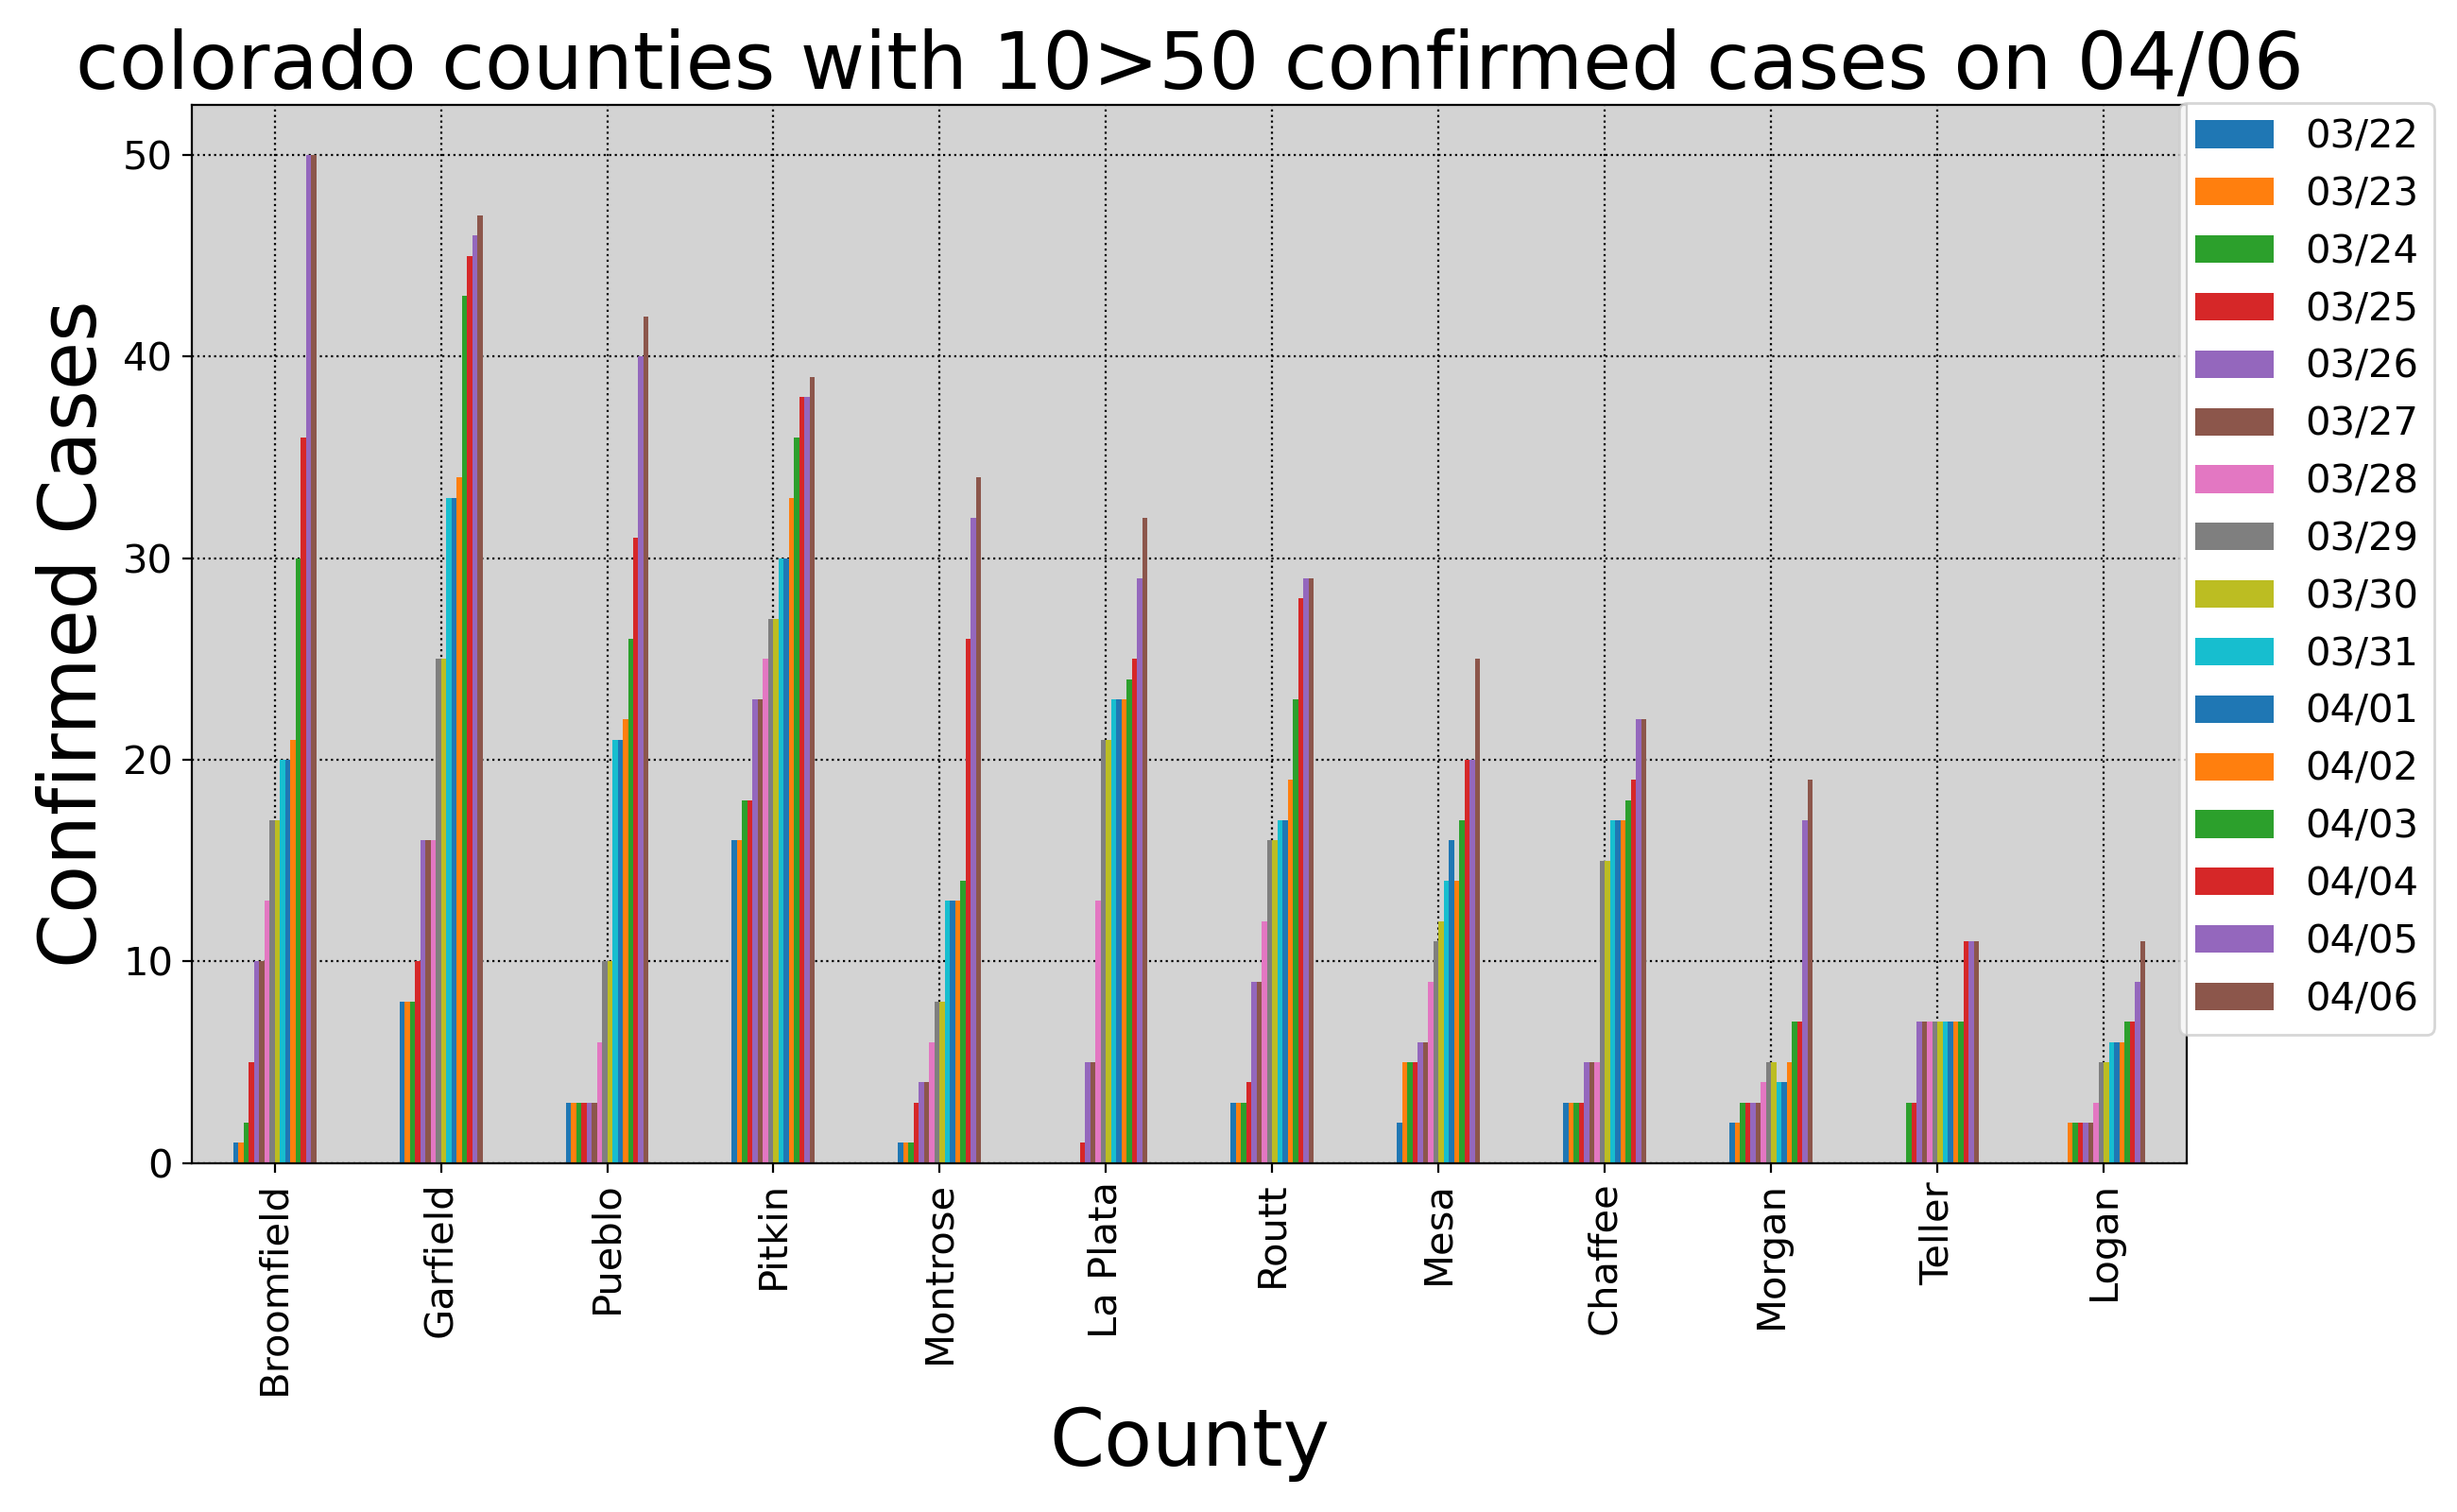 colorado counties with 10>50 confirmed cases on 04/06
Confirmed Cases
50
40
30
20
10
0
03/22
03/23
03/24
03/25
03/26
03/27
03/28
03/29
03/30
03/31
04/01
04/02
04/03
04/04
04/05
04/06
Broomfield
Garfield
Pueblo
Pitkin
Montrose
La Plata
Routt
Mesa
Chaffee
Morgan
Teller
Logan
County